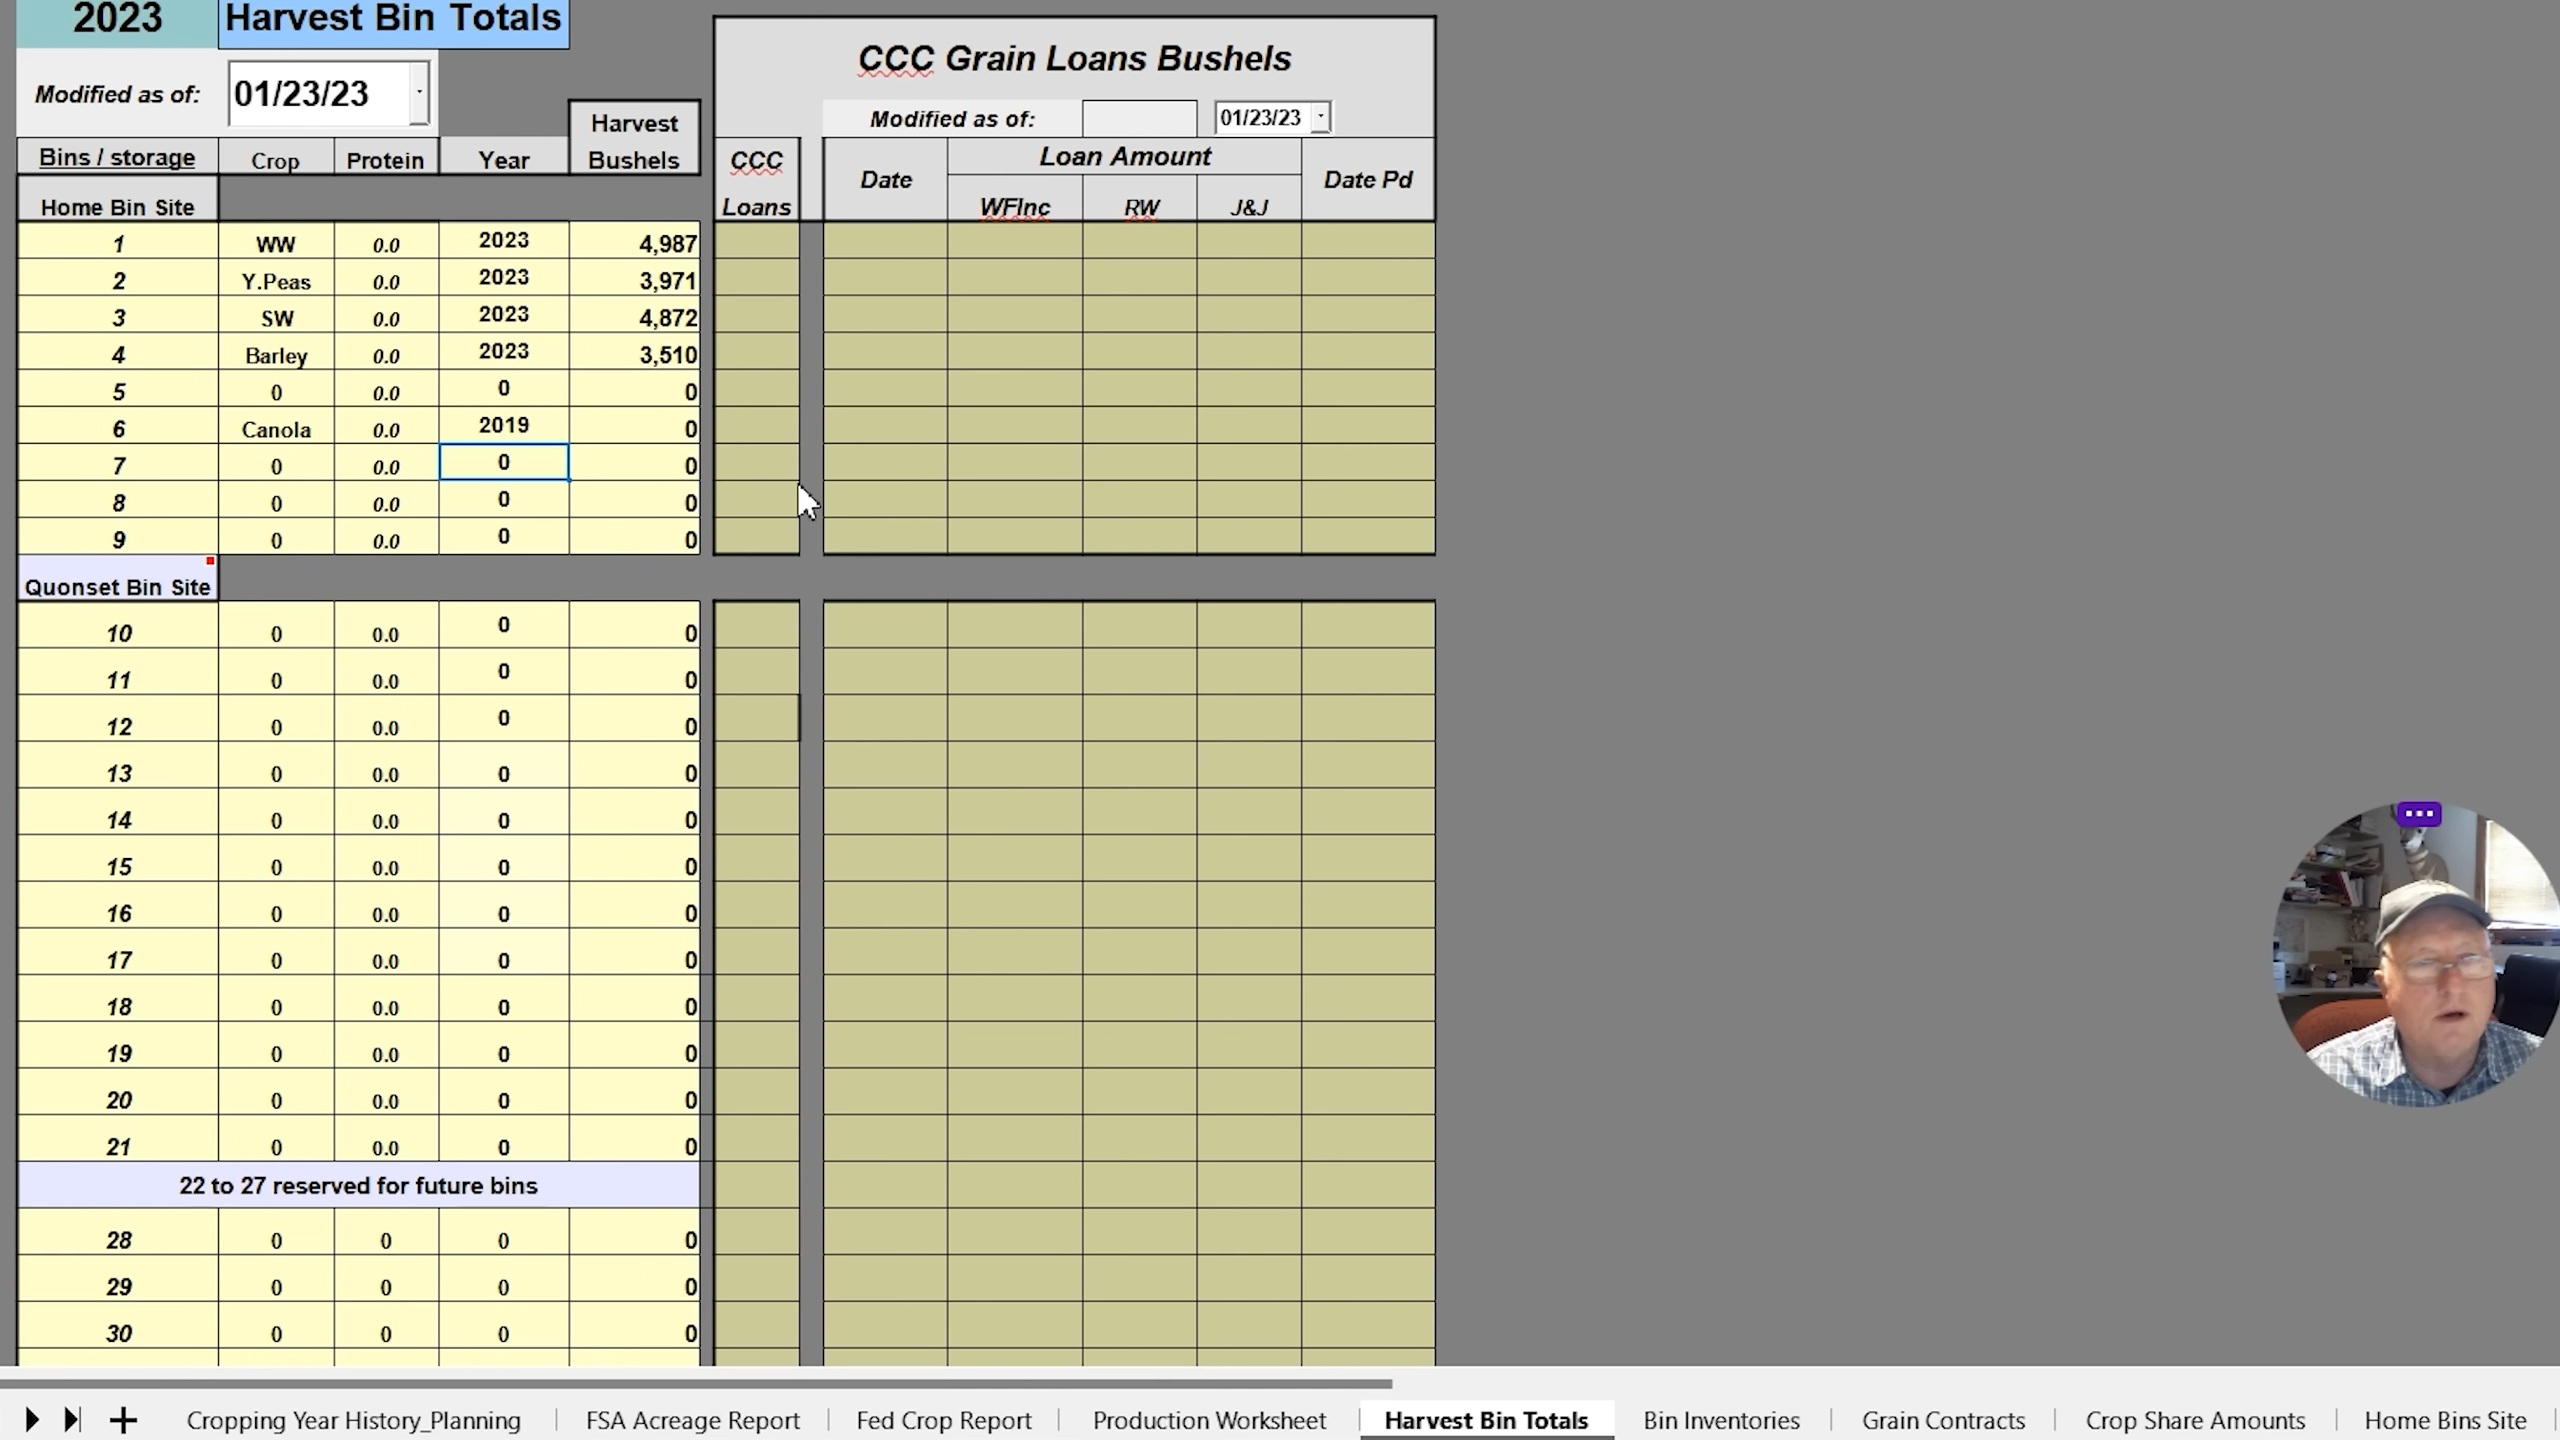 2023 Harvest Bin Totals
CCC Grain Loans Bushels
Modified as of: 01/23/23
Modified as of: 01/23/23
Bins / storage Crop Protein Year Harvest Bushels
CCC Loans Date Loan Amount Date Pd
WFInc RW J&J
Home Bin Site
1 WW 0.0 2023 4,987
2 Y.Peas 0.0 2023 3,971
3 SW 0.0 2023 4,872
4 Barley 0.0 2023 3,510
5 0 0.0 0 0
6 Canola 0.0 2019 0
7 0 0.0 0 0
8 0 0.0 0 0
9 0 0.0 0 0
Quonset Bin Site
10 0 0.0 0 0
11 0 0.0 0 0
12 0 0.0 0 0
13 0 0.0 0 0
14 0 0.0 0 0
15 0 0.0 0 0
16 0 0.0 0 0
17 0 0.0 0 0
18 0 0.0 0 0
19 0 0.0 0 0
20 0 0.0 0 0
21 0 0.0 0 0
22 to 27 reserved for future bins
28 0 0 0 0
29 0 0 0 0
30 0 0 0 0
Cropping Year History_Planning FSA Acreage Report Fed Crop Report Production Worksheet Harvest Bin Totals Bin Inventories Grain Contracts Crop Share Amounts Home Bins Site